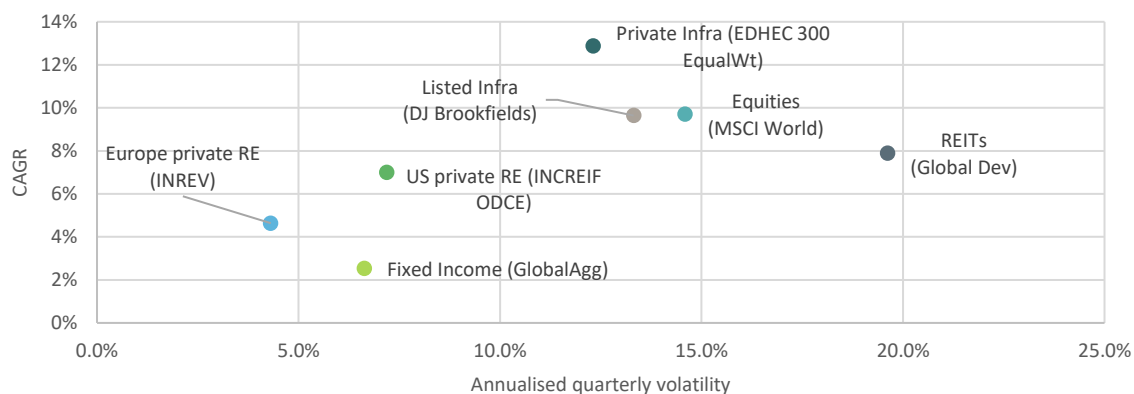 14%
12%
10%
8%
6%
4%
2%
0%
CAGR
Private Infra (EDHEC 300
EqualWt)
Listed Infra
(DJ Brookfields)
Equities
(MSCI World)
REITs
(Global Dev)
Europe private RE
(INREV)
US private RE (INCREIF
ODCE)
Fixed Income (GlobalAgg)
0.0%
5.0%
10.0%
15.0%
20.0%
25.0%
Annualised quarterly volatility